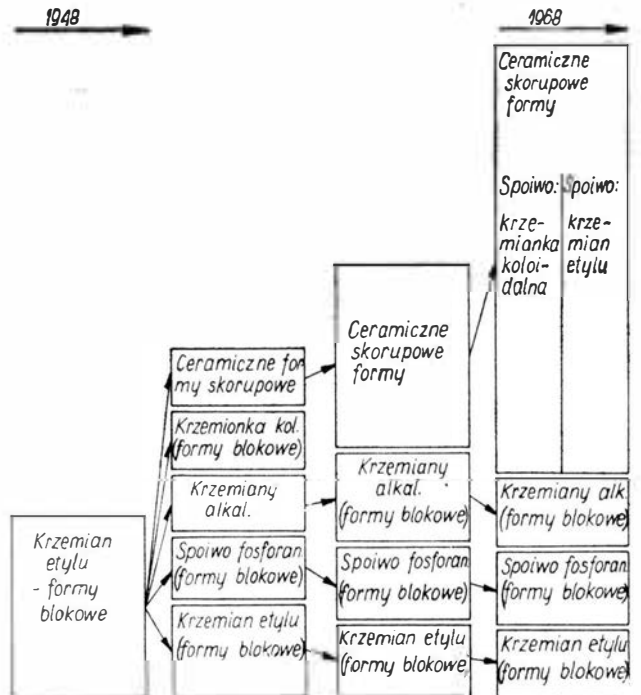 1948
1968
Krzemian
etylu
- formy
blokowe
Ceramiczne for
my skorupowe
Krzemionka kol.
(formy blokowe)
Krzemiany
alkal.
Spoiwo fosforan.
(formy blokowe)
Krzemian etylu
(formy blokowe)
Ceramiczne
skorupowe
formy
Krzemiany
alkal.
(formy blokowe)
Spoiwo fosforan.
(formy blokowe)
Krzemian etylu
(formy blokowe,
Ceramiczne
skorupowe
formy
Spoiwo:
krze-
mianka
koloi-
dalna
Spoiwo:
krze-
mian
etylu
Krzemiany alk.
(formy blokowe)
Spoiwo fosforan.
(formy blokowe)
Krzemian etylu
(formy blokowe)